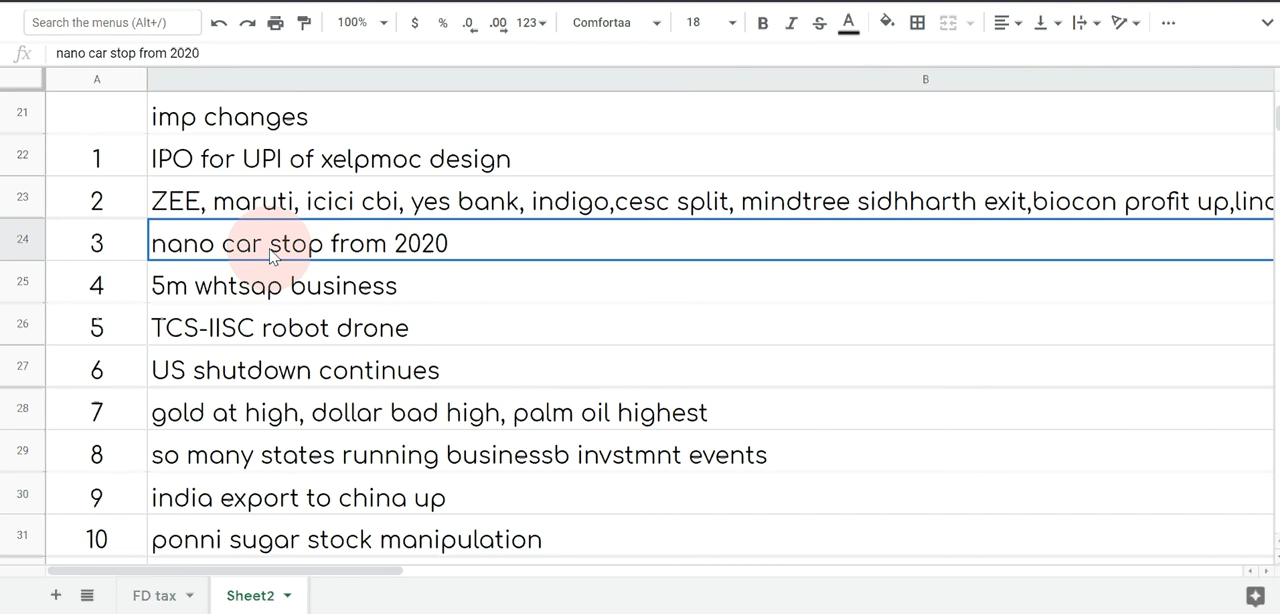 Search the menus (Alt+/) 100% $ % .0 .00 123 Comfortaa 18 B I S A
fx nano car stop from 2020
A B
21 imp changes
22 1 IPO for UPI of xelpmoc design
23 2 ZEE, maruti, icici cbi, yes bank, indigo,cesc split, mindtree sidhharth exit,biocon profit up,
24 3 nano car stop from 2020
25 4 5m whtsap business
26 5 TCS-IISC robot drone
27 6 US shutdown continues
28 7 gold at high, dollar bad high, palm oil highest
29 8 so many states running businessb invstmnt events
30 9 india export to china up
31 10 ponni sugar stock manipulation
+ FD tax Sheet2